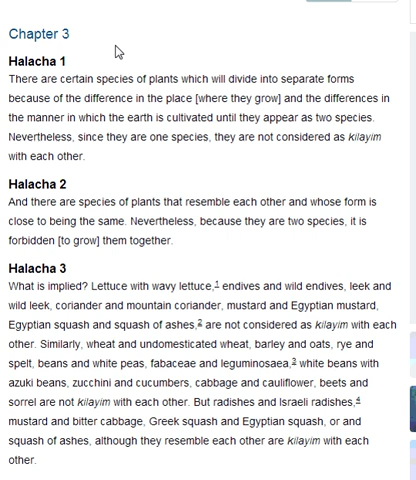 Chapter 3
Halacha 1
There are certain species of plants which will divide into separate forms
because of the difference in the place [where they grow] and the differences in
the manner in which the earth is cultivated until they appear as two species.
Nevertheless, since they are one species, they are not considered as kilayim
with each other.
Halacha 2
And there are species of plants that resemble each other and whose form is
close to being the same. Nevertheless, because they are two species, it is
forbidden [to grow] them together.
Halacha 3
What is implied? Lettuce with wavy lettuce,1 endives and wild endives, leek and
wild leek, coriander and mountain coriander, mustard and Egyptian mustard,
Egyptian squash and squash of ashes,2 are not considered as kilayim with each
other. Similarly, wheat and undomesticated wheat, barley and oats, rye and
spelt, beans and white peas, fabaceae and leguminosaea,3 white beans with
azuki beans, zucchini and cucumbers, cabbage and cauliflower, beets and
sorrel are not kilayim with each other. But radishes and Israeli radishes,4
mustard and bitter cabbage, Greek squash and Egyptian squash, or and
squash of ashes, although they resemble each other are kilayim with each
other.